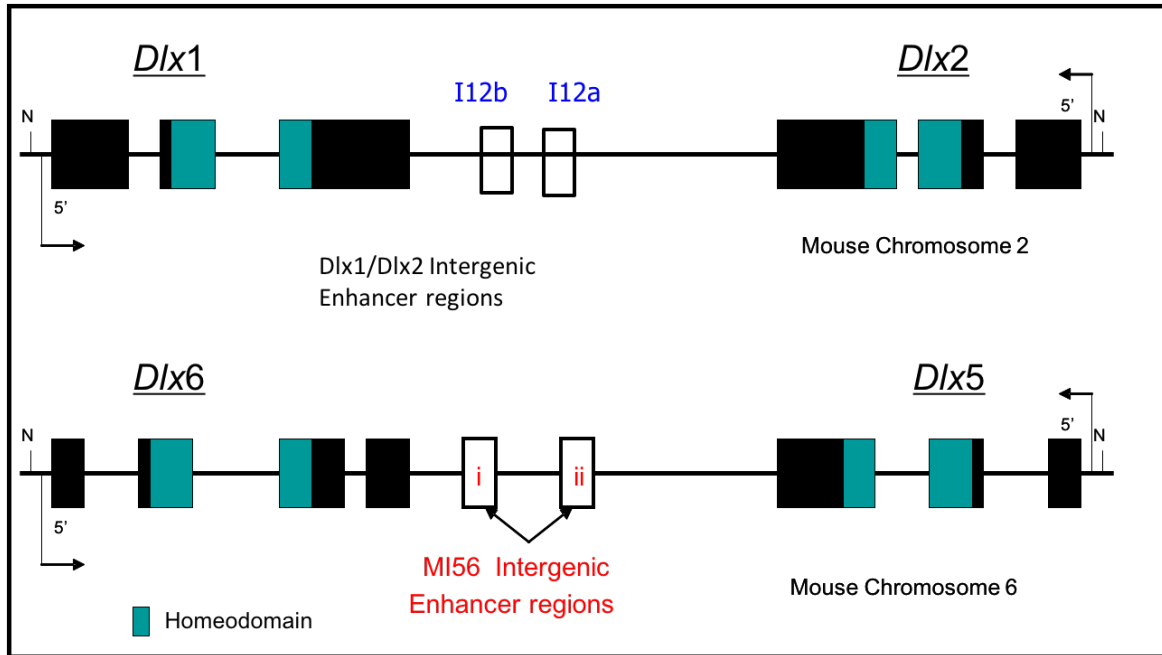 Dlx1
Dlx2
I12b
I12a
N
5'
5'
N
Mouse Chromosome 2
Dlx1/Dlx2 Intergenic
Enhancer regions
Dlx6
Dlx5
N
5'
i
ii
5'
N
MI56 Intergenic
Enhancer regions
Mouse Chromosome 6
Homeodomain